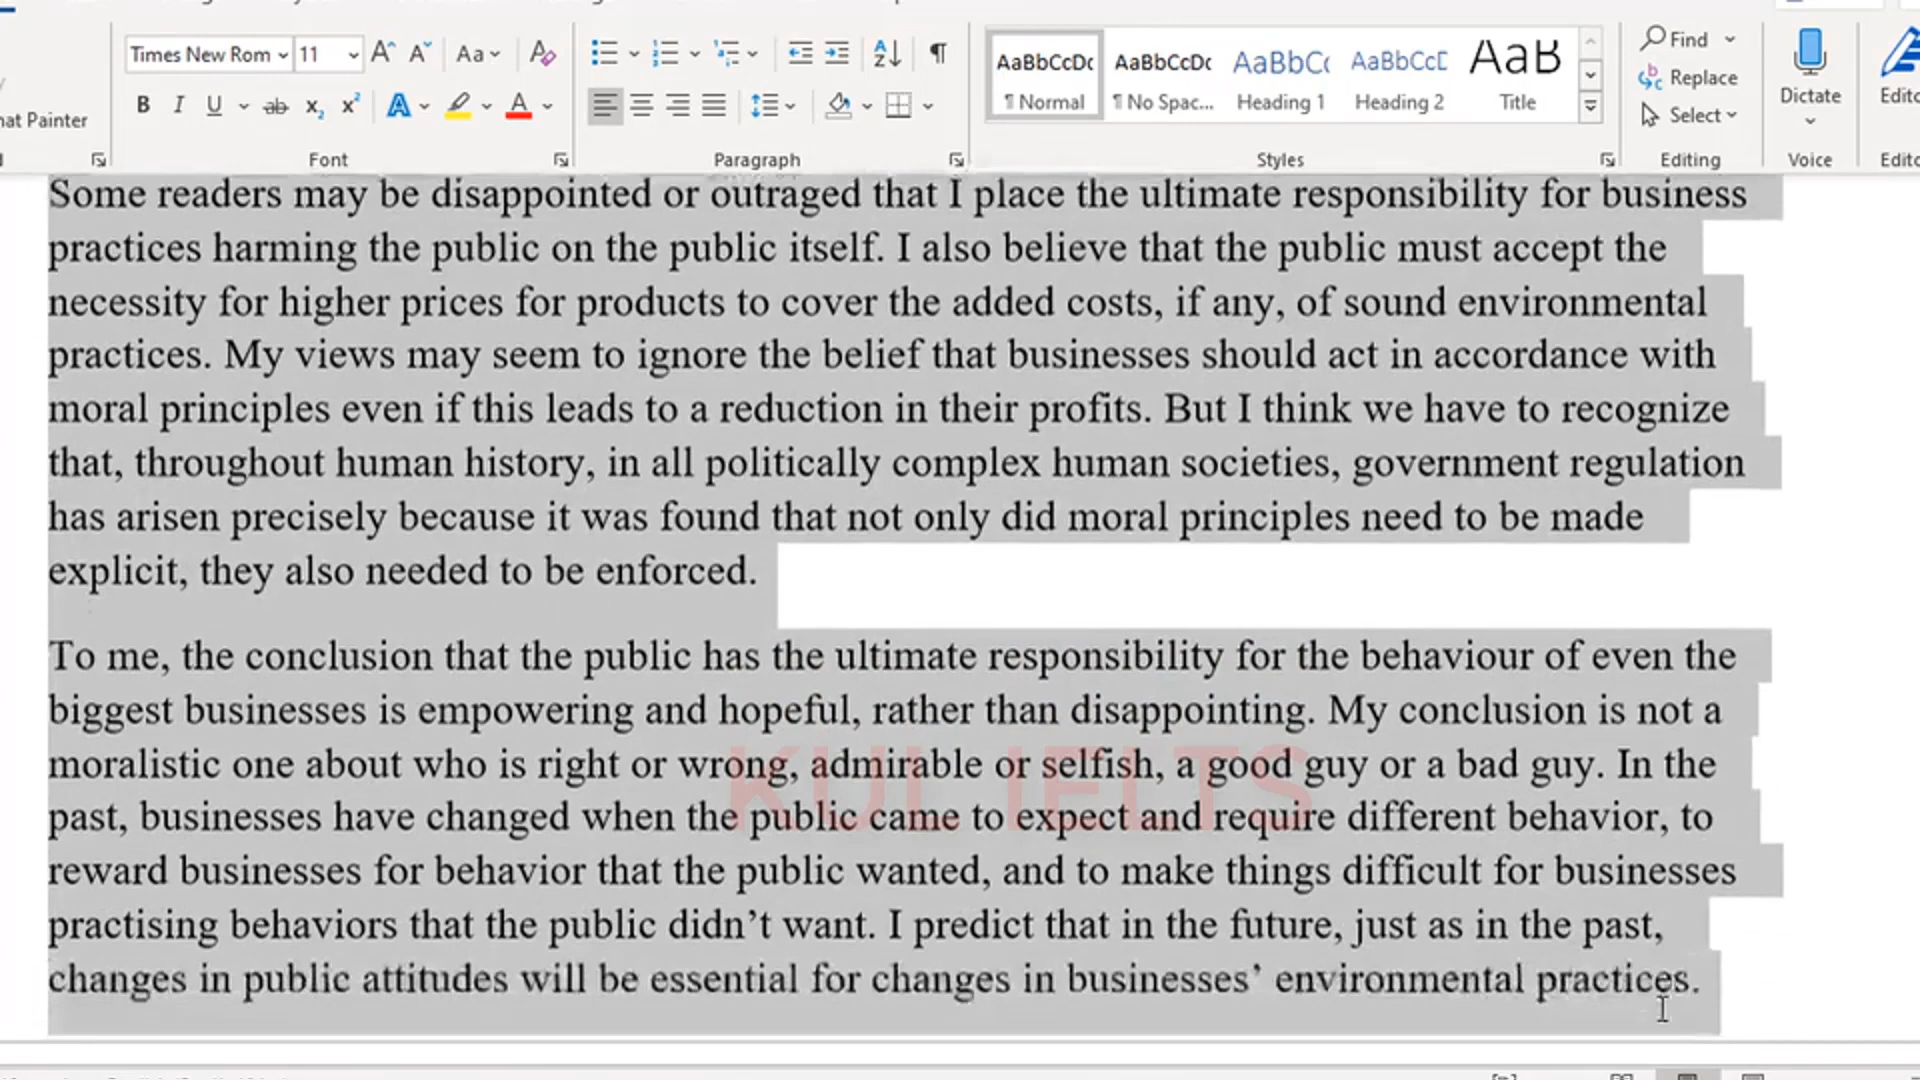 Times New Rom 11 Aa Find
AaBbCcDc AaBbCcDc AaBbCc AaBbCcD AaB
Replace
B I U ab x₂ x² A A
¶ Normal ¶ No Spac... Heading 1 Heading 2 Title
Dictate
Select
Painter
Font Paragraph Styles Editing Voice
Some readers may be disappointed or outraged that I place the ultimate responsibility for business
practices harming the public on the public itself. I also believe that the public must accept the
necessity for higher prices for products to cover the added costs, if any, of sound environmental
practices. My views may seem to ignore the belief that businesses should act in accordance with
moral principles even if this leads to a reduction in their profits. But I think we have to recognize
that, throughout human history, in all politically complex human societies, government regulation
has arisen precisely because it was found that not only did moral principles need to be made
explicit, they also needed to be enforced.
To me, the conclusion that the public has the ultimate responsibility for the behaviour of even the
biggest businesses is empowering and hopeful, rather than disappointing. My conclusion is not a
moralistic one about who is right or wrong, admirable or selfish, a good guy or a bad guy. In the
past, businesses have changed when the public came to expect and require different behavior, to
reward businesses for behavior that the public wanted, and to make things difficult for businesses
practising behaviors that the public didn’t want. I predict that in the future, just as in the past,
changes in public attitudes will be essential for changes in businesses’ environmental practices.
KUL IELTS